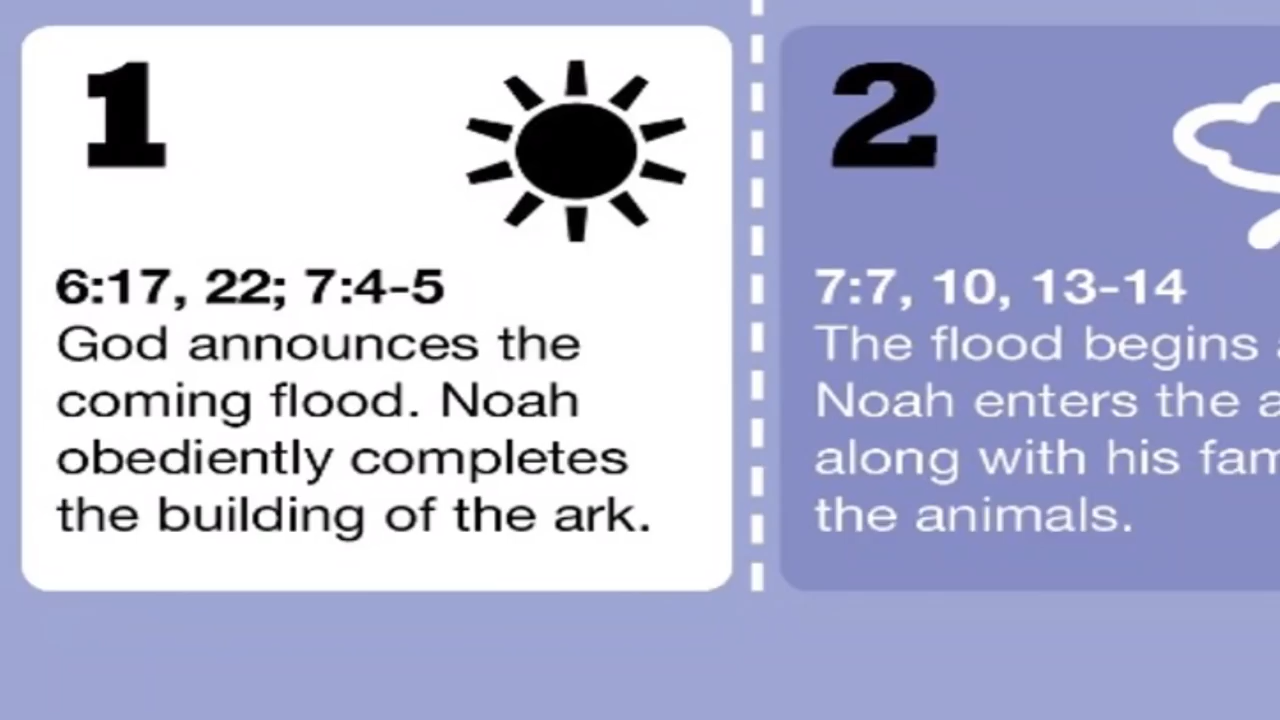 1
6:17, 22; 7:4-5
God announces the
coming flood. Noah
obediently completes
the building of the ark.
2
7:7, 10, 13-14
The flood begins
Noah enters the
along with his
the animals.